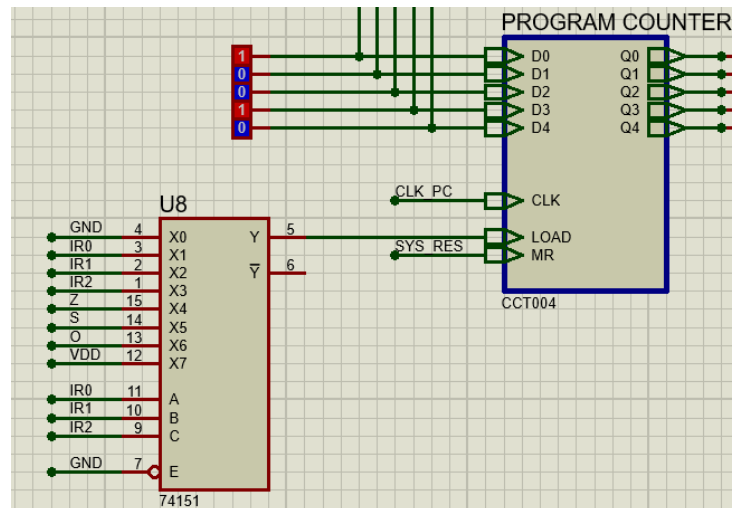 PROGRAM COUNTER
1 D0 Q0
0 D1 Q1
0 D2 Q2
1 D3 Q3
0 D4 Q4
CLK_PC CLK
LOAD
SYS_RES MR
CCT004
U8
GND 4 X0 Y 5
IR0 3 X1
IR1 2 X2 Y 6
IR2 1 X3
Z 15 X4
S 14 X5
O 13 X6
VDD 12 X7
IR0 11 A
IR1 10 B
IR2 9 C
GND 7 E
74151